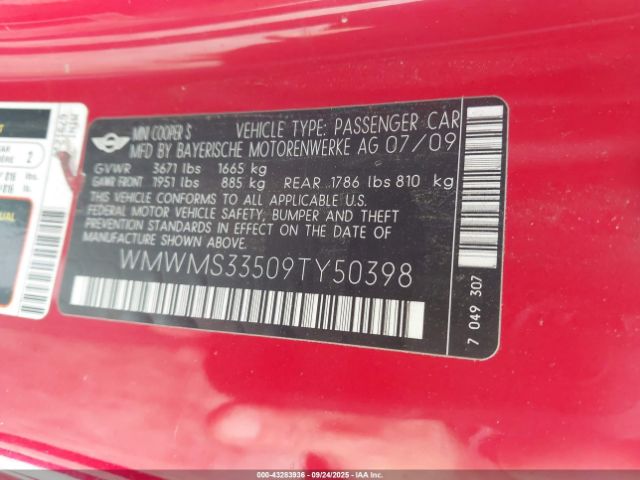 MINI COOPER S VEHICLE TYPE: PASSENGER CAR
MFD BY BAYERISCHE MOTORENWERKE AG 07/09
GVWR 3671 lbs 1665 kg
GAWR FRONT 1951 lbs 885 kg REAR 1786 lbs 810 kg
THIS VEHICLE CONFORMS TO ALL APPLICABLE U.S.
FEDERAL MOTOR VEHICLE SAFETY, BUMPER AND THEFT
PREVENTION STANDARDS IN EFFECT ON THE DATE OF
MANUFACTURE SHOWN ABOVE.
WMWMS33509TY50398
7 049 307
2
000-43283936 - 09/24/2025 - IAAI.COM